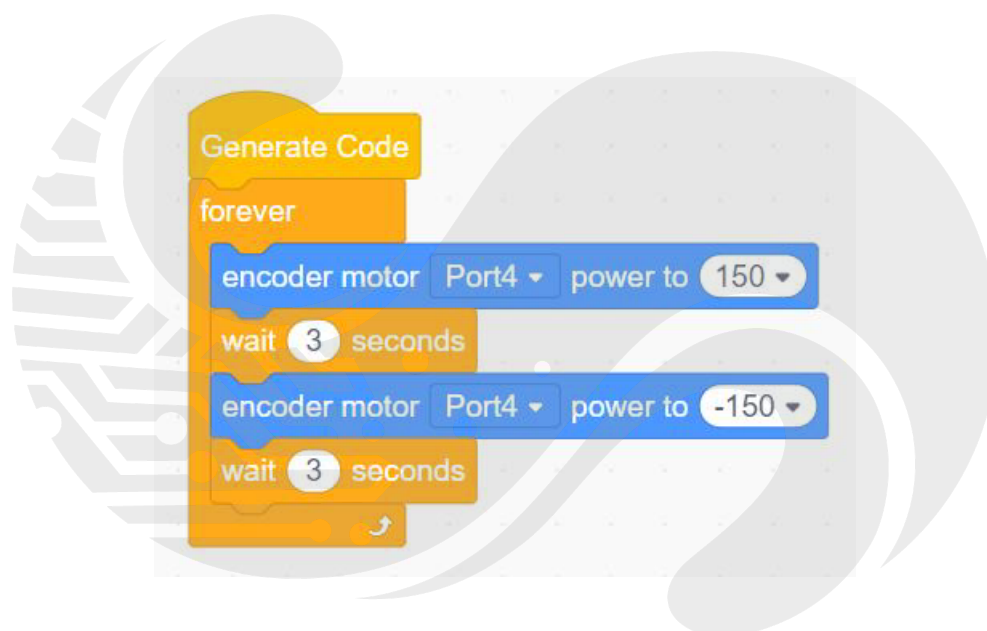 Generate Code
forever
encoder motor Port4 power to 150
wait 3 seconds
encoder motor Port4 power to -150
wait 3 seconds